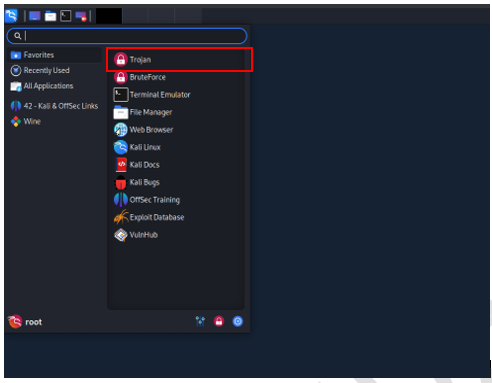 Favorites
Recently Used
All Applications
42 - Kali & OffSec Links
Wine
Trojan
BruteForce
Terminal Emulator
File Manager
Web Browser
Kali Linux
Kali Docs
Kali Bugs
OffSec Training
Exploit Database
VulnHub
root